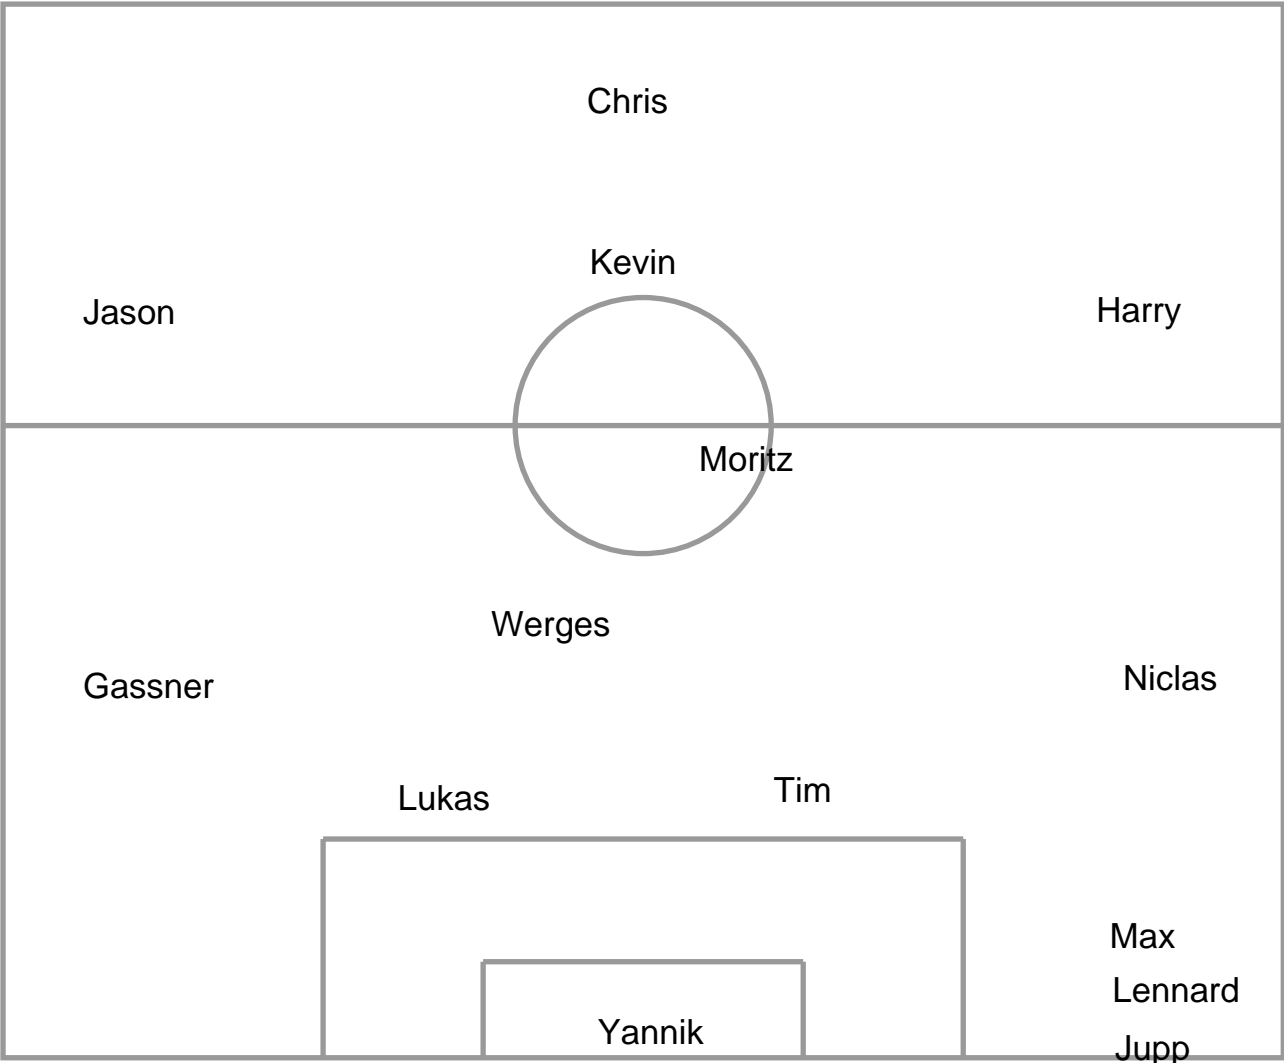 Chris
Kevin
Jason
Harry
Moritz
Werges
Gassner
Niclas
Lukas
Tim
Max
Lennard
Yannik
Jupp